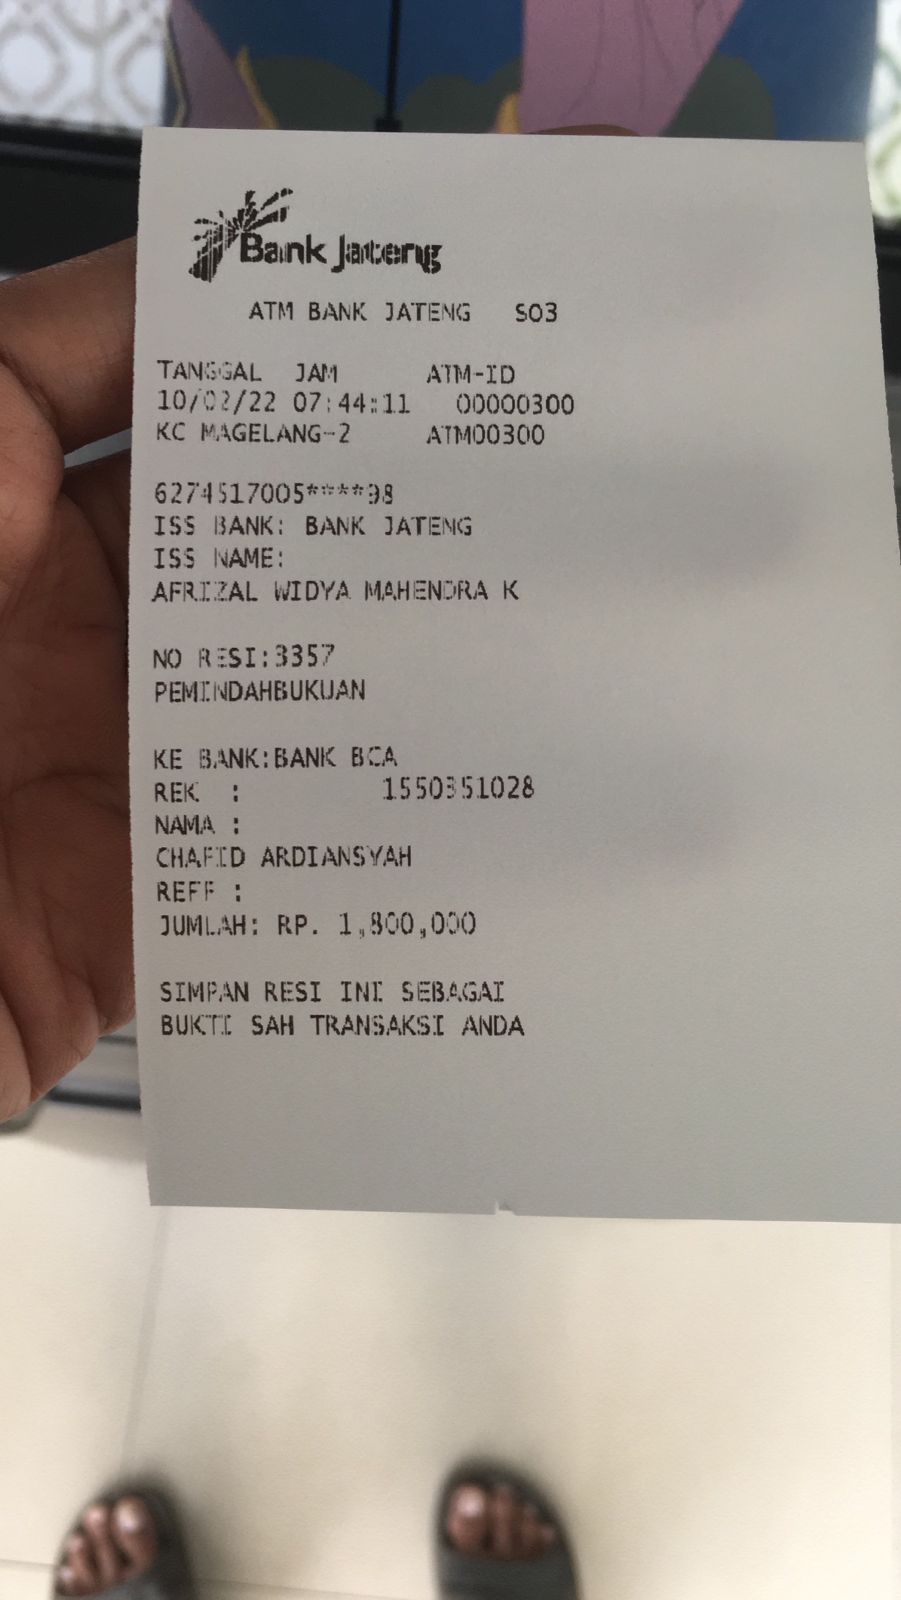 Bank Jateng
ATM BANK JATENG S03
TANGGAL JAM ATM-ID
10/02/22 07:44:11 00000300
KC MAGELANG-2 ATM00300
6274517005****98
ISS BANK: BANK JATENG
ISS NAME:
AFRIZAL WIDYA MAHENDRA K
NO RESI:3357
PEMINDAHBUKUAN
KE BANK:BANK BCA
REK : 1550351028
NAMA :
CHAFID ARDIANSYAH
REFF :
JUMLAH: RP. 1,800,000
SIMPAN RESI INI SEBAGAI
BUKTI SAH TRANSAKSI ANDA